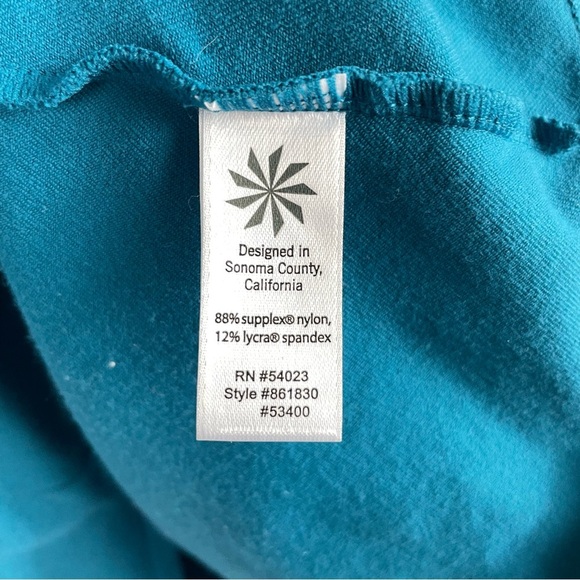 Designed in
Sonoma County,
California
88% supplex® nylon,
12% lycra® spandex
RN #54023
Style #861830
#53400